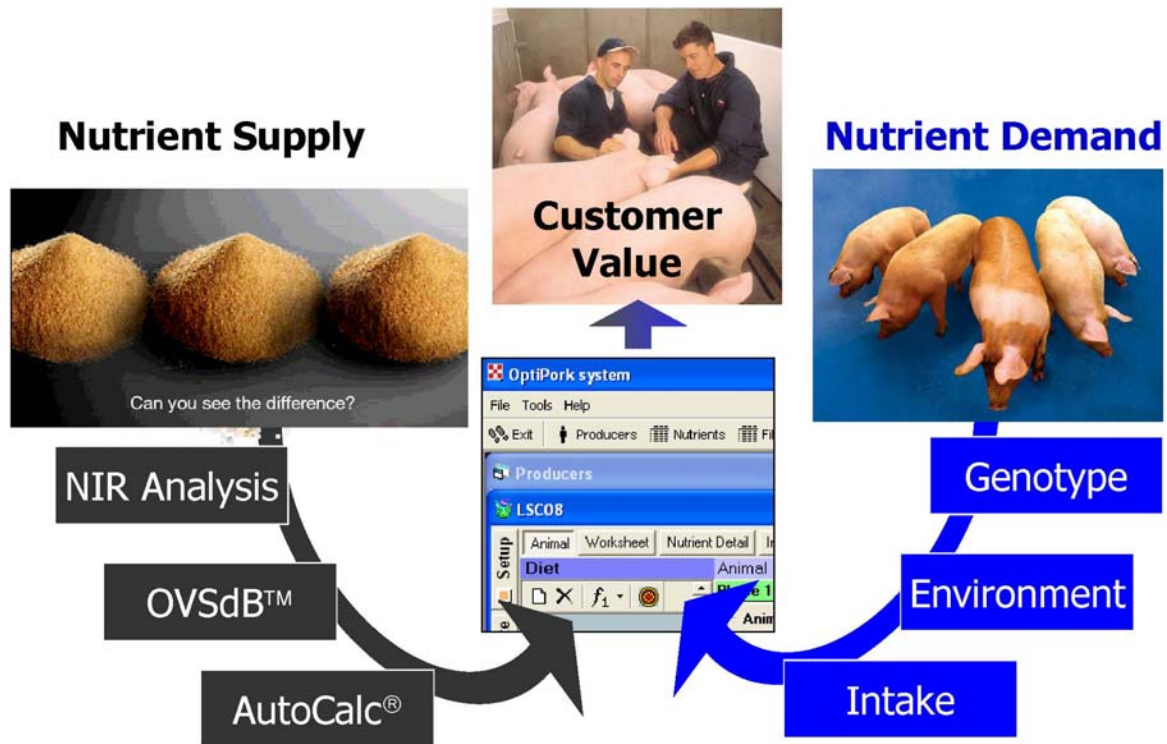 Nutrient Supply
Can you see the difference?
NIR Analysis
OVSdB™
AutoCalc®
Customer
Value
OptiPork system
File Tools Help
Exit Producers Nutrients
Producers
LSC08
Setup
Animal Worksheet Nutrient Detail
Diet Animal
f1
Nutrient Demand
Genotype
Environment
Intake